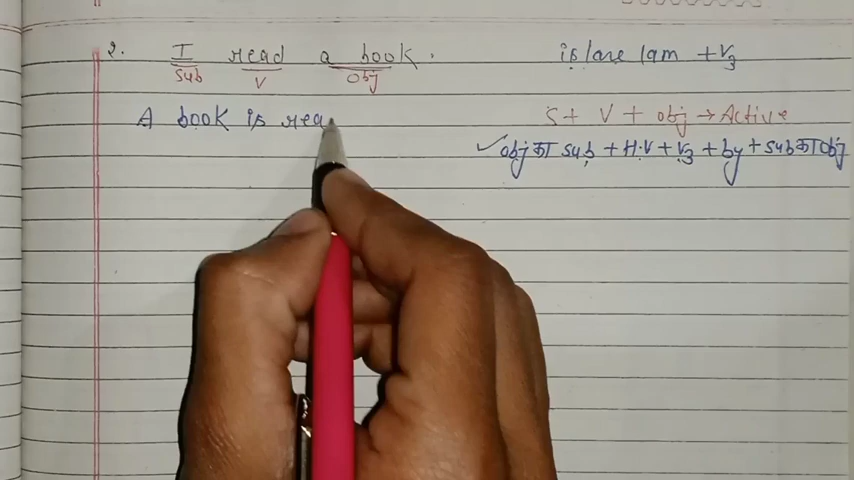 2. I read a book. is/are/am + V3
Sub V Obj
A book is rea
S + V + obj → Active
✓ obj का sub + H.V + V3 + by + sub का obj